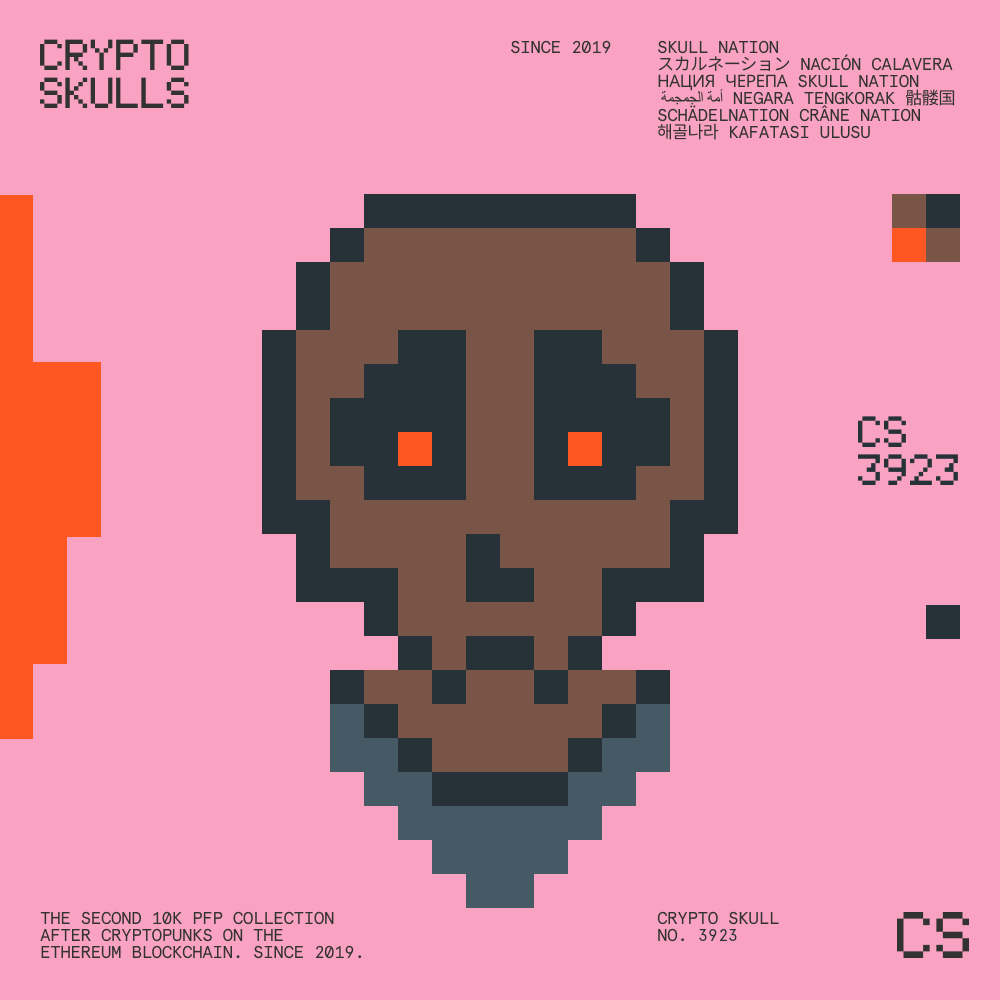 CRYPTO
SKULLS
SINCE 2019
SKULL NATION
スカルネーション NACIÓN CALAVERA
НАЦИЯ ЧЕРЕПА SKULL NATION
أمة الجمجمة NEGARA TENGKORAK 骷髅国
SCHÄDELNATION CRÂNE NATION
해골나라 KAFATASI ULUSU
CS
3923
THE SECOND 10K PFP COLLECTION
AFTER CRYPTOPUNKS ON THE
ETHEREUM BLOCKCHAIN. SINCE 2019.
CRYPTO SKULL
NO. 3923
CS